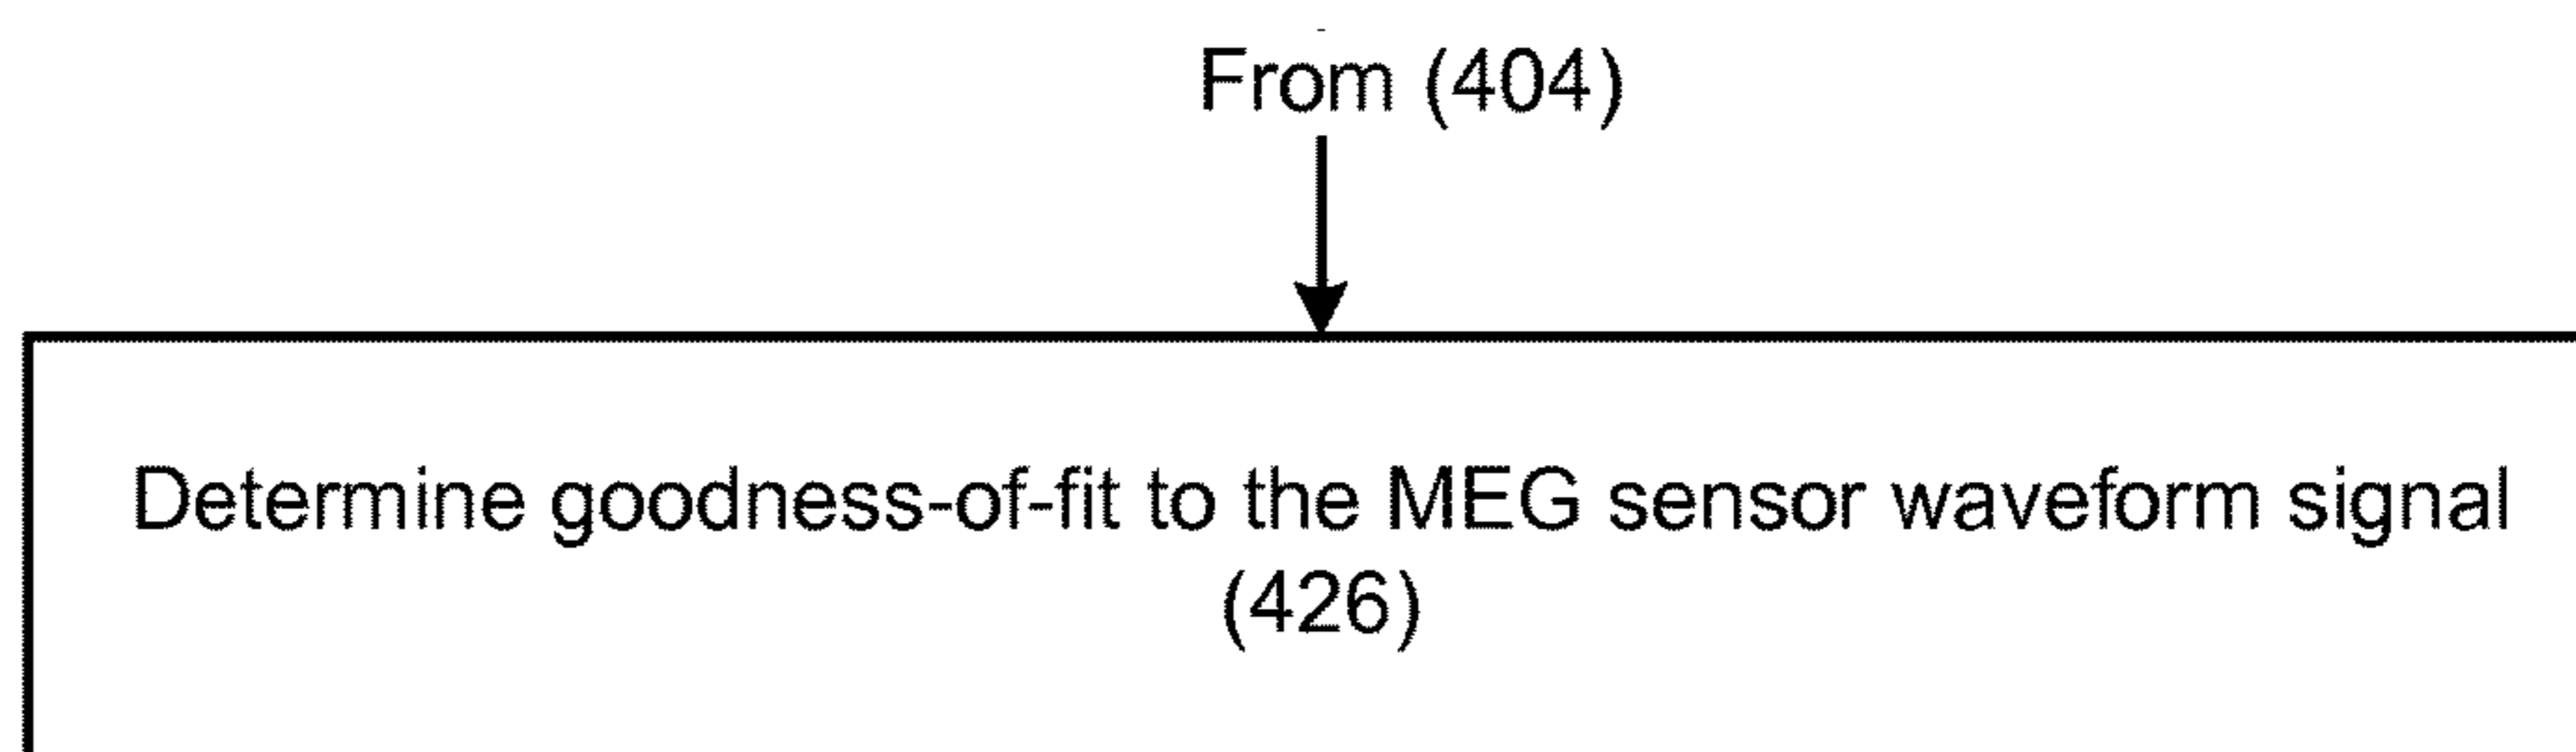 From (404)
Determine goodness-of-fit to the MEG sensor waveform signal
(426)